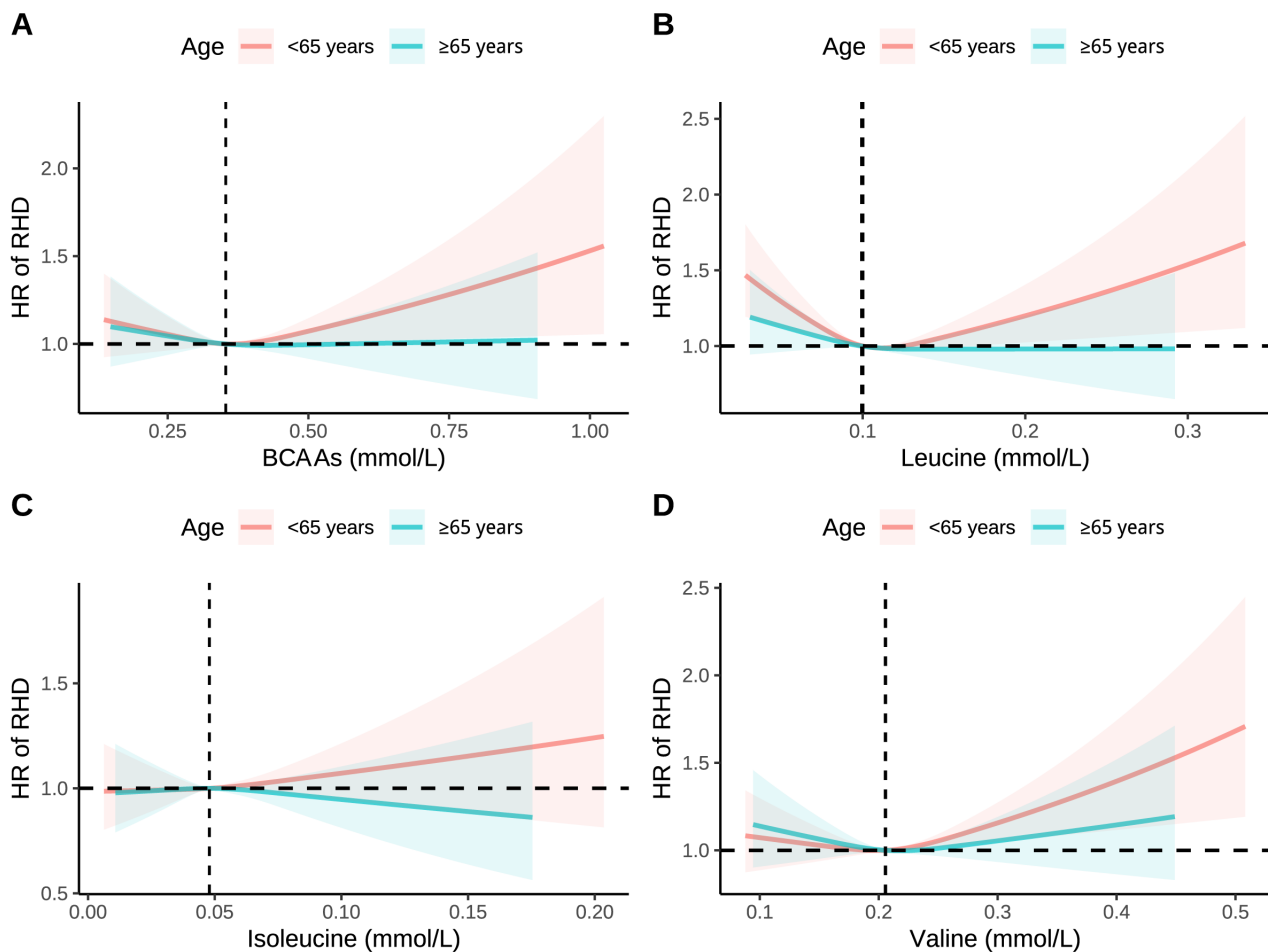 A
Age <65 years ≥65 years
HR of RHD
2.0
1.5
1.0
0.25 0.50 0.75 1.00
BCAAs (mmol/L)
B
Age <65 years ≥65 years
HR of RHD
2.5
2.0
1.5
1.0
0.1 0.2 0.3
Leucine (mmol/L)
C
Age <65 years ≥65 years
HR of RHD
1.5
1.0
0.5
0.00 0.05 0.10 0.15 0.20
Isoleucine (mmol/L)
D
Age <65 years ≥65 years
HR of RHD
2.5
2.0
1.5
1.0
0.1 0.2 0.3 0.4 0.5
Valine (mmol/L)